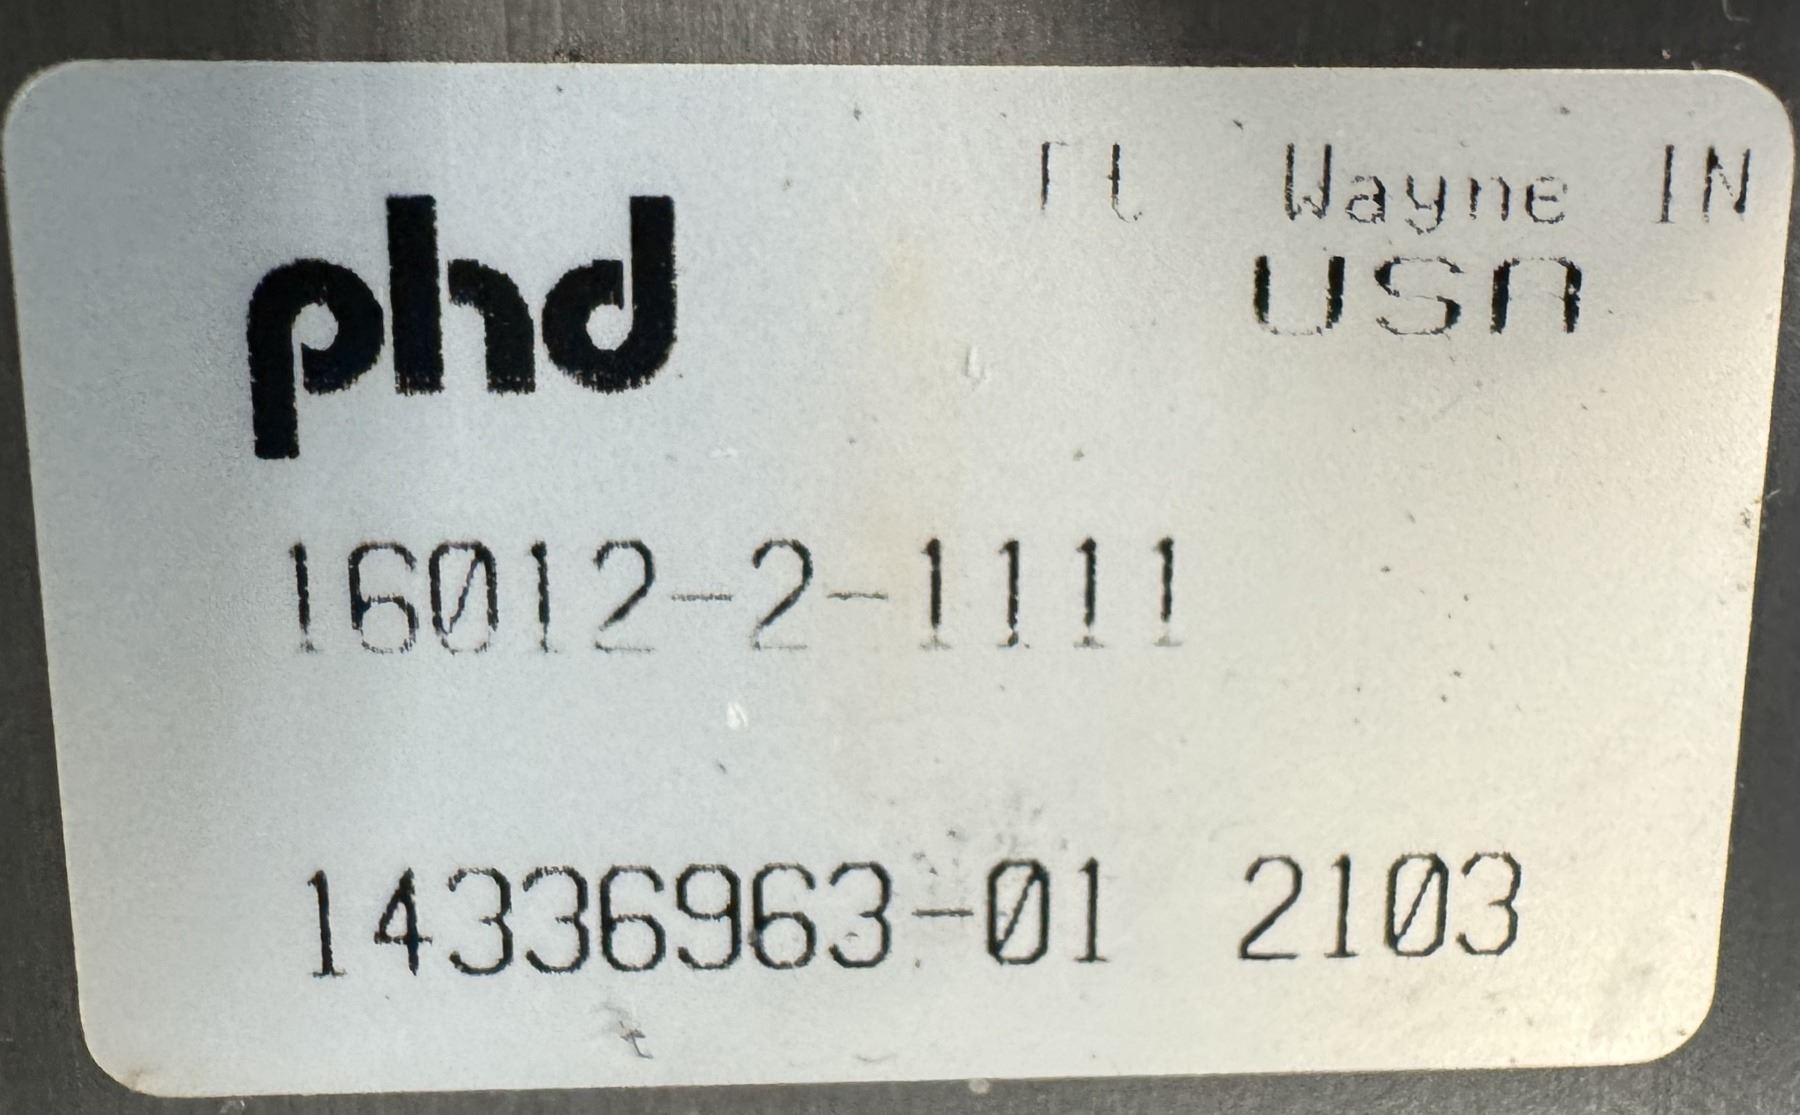 phd
Ft Wayne IN
USA
16012-2-1111
14336963-01 2103